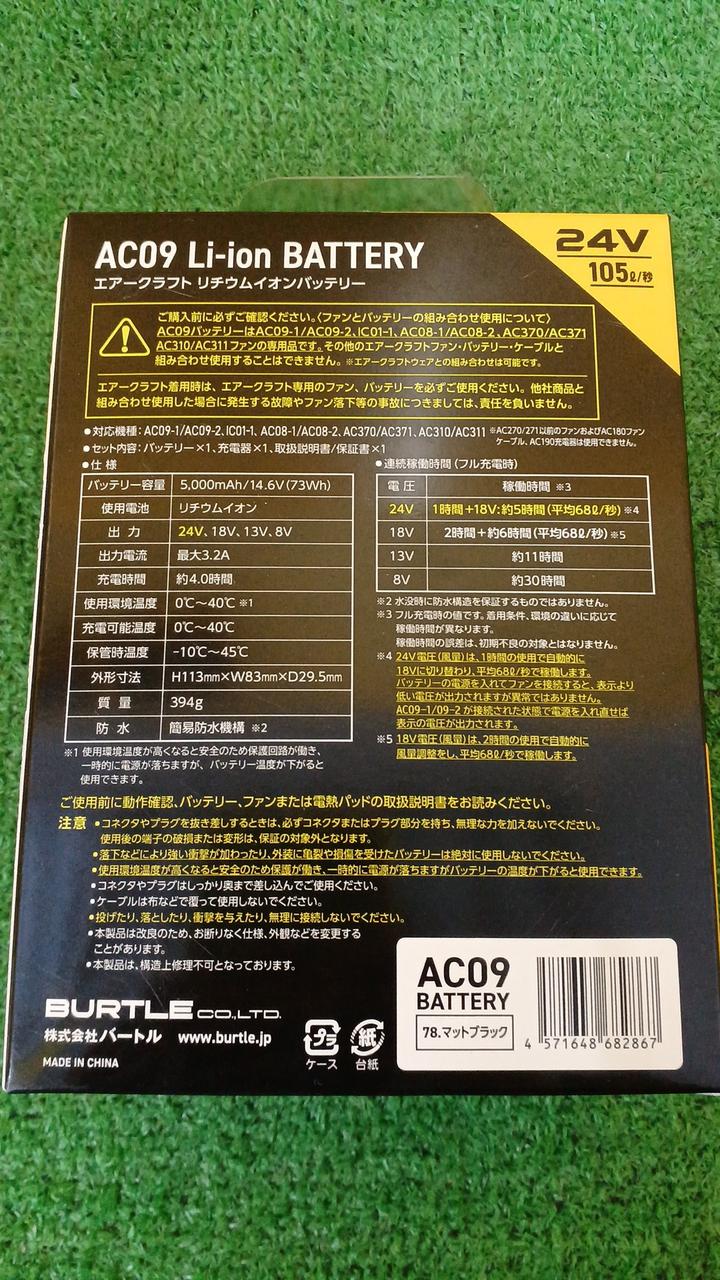 AC09 Li-ion BATTERY
エアークラフト リチウムイオンバッテリー
24V
105ℓ/秒
ご購入前に必ずご確認ください。〈ファンとバッテリーの組み合わせ使用について〉
AC09バッテリーはAC09-1/AC09-2、IC01-1、AC08-1/AC08-2、AC370/AC371
AC310/AC311ファンの専用品です。その他のエアークラフトファン・バッテリー・ケーブルと
組み合わせ使用することはできません。※エアークラフトウェアとの組み合わせは可能です。
エアークラフト着用時は、エアークラフト専用のファン、バッテリーを必ずご使用ください。他社商品と
組み合わせ使用した場合に発生する故障やファン落下等の事故につきましては、責任を負いません。
●対応機種：AC09-1/AC09-2、IC01-1、AC08-1/AC08-2、AC370/AC371、AC310/AC311 ※AC270/271以前のファンおよびAC180ファン
ケーブル、AC190充電器は使用できません。
●セット内容：バッテリー×1、充電器×1、取扱説明書/保証書×1
●仕様
バッテリー容量 5,000mAh/14.6V(73Wh)
使用電池 リチウムイオン
出力 24V、18V、13V、8V
出力電流 最大3.2A
充電時間 約4.0時間
使用環境温度 0℃〜40℃ ※1
充電可能温度 0℃〜40℃
保管時温度 −10℃〜45℃
外形寸法 H113mm×W83mm×D29.5mm
質量 394g
防水 簡易防水機構 ※2
※1 使用環境温度が高くなると安全のため保護回路が働き、
一時的に電源が落ちますが、バッテリー温度が下がると
使用できます。
●連続稼働時間（フル充電時）
電圧 稼働時間 ※3
24V 1時間＋18V：約5時間（平均68ℓ/秒）※4
18V 2時間＋約6時間（平均68ℓ/秒）※5
13V 約11時間
8V 約30時間
※2 水没時に防水構造を保証するものではありません。
※3 フル充電時の値です。着用条件、環境の違いに応じて
稼働時間が異なります。
稼働時間の誤差は、初期不良の対象とはなりません。
※4 24V電圧（風量）は、1時間の使用で自動的に
18Vに切り替わり、平均68ℓ/秒で稼働します。
バッテリーの電源を入れてファンを接続すると、表示より
低い電圧が出力されますが異常ではありません。
AC09-1/09-2 が接続された状態で電源を入れ直せば
表示の電圧が出力されます。
※5 18V電圧（風量）は、2時間の使用で自動的に
風量調整をし、平均68ℓ/秒で稼働します。
ご使用前に動作確認、バッテリー、ファンまたは電熱パッドの取扱説明書をお読みください。
注意 ●コネクタやプラグを抜き差しするときは、必ずコネクタまたはプラグ部分を持ち、無理な力を加えないでください。
使用後の端子の破損または変形は、保証の対象外となります。
●落下などにより強い衝撃が加わったり、外装に亀裂や損傷を受けたバッテリーは絶対に使用しないでください。
●使用環境温度が高くなると安全のため保護が働き、一時的に電源が落ちますがバッテリーの温度が下がると使用できます。
●コネクタやプラグはしっかり奥まで差し込んでご使用ください。
●ケーブルは布などで覆って使用しないでください。
●投げたり、落としたり、衝撃を与えたり、無理に接続しないでください。
●本製品は改良のため、お断りなく仕様、外観などを変更する
ことがあります。
●本製品は、構造上修理不可となっております。
BURTLE CO.,LTD.
株式会社バートル www.burtle.jp
MADE IN CHINA
プラ
ケース
紙
台紙
AC09
BATTERY
78.マットブラック
4 571648 682867